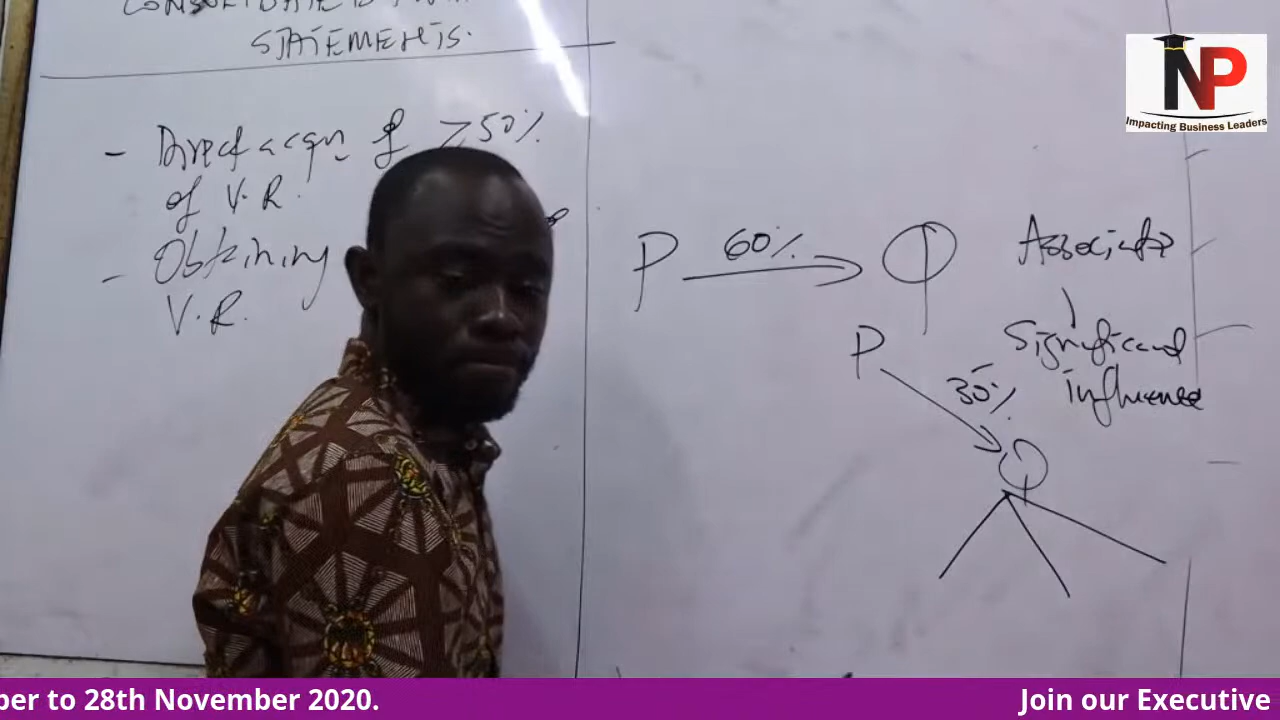 STATEMENTS.
- Direct acqn of >50%
of V.R.
- Obtaining
V.R.
P 60% Q
Associate
Significant
influence
P 30% Q
NP
Impacting Business Leaders
ber to 28th November 2020.
Join our Executive